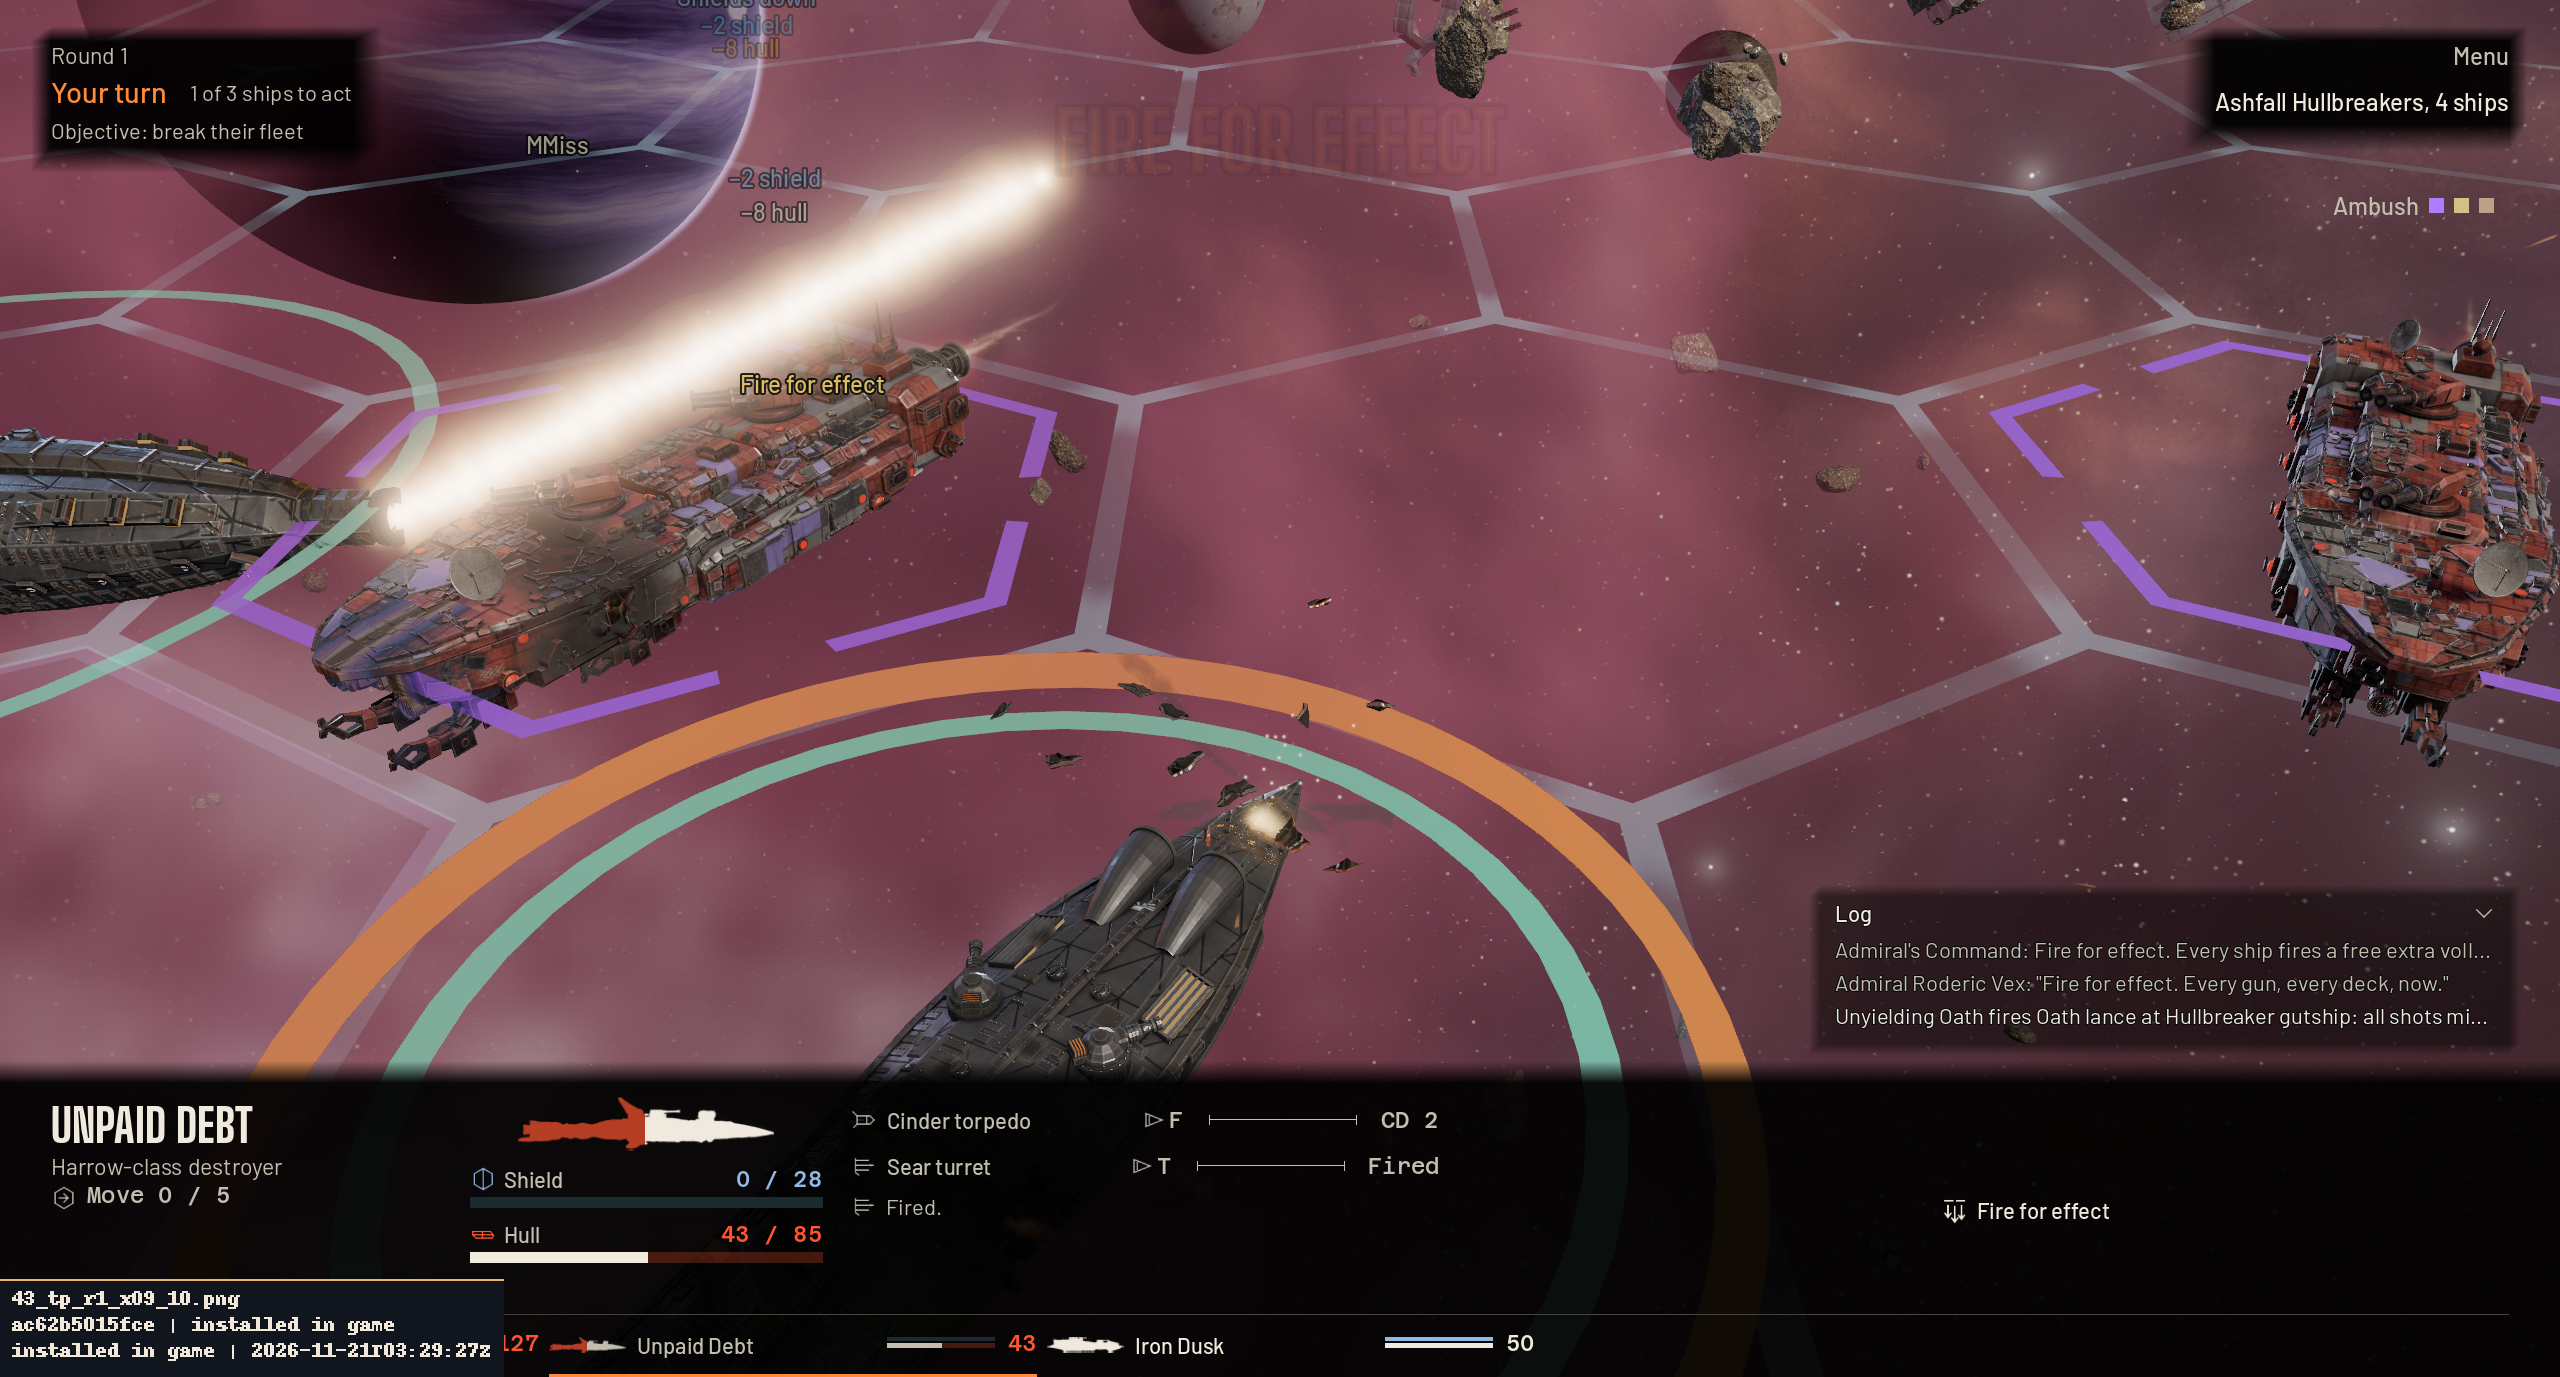 Shields down
-2 shield
-8 hull
Round 1
Your turn 1 of 3 ships to act
Objective: break their fleet
Menu
Ashfall Hullbreakers, 4 ships
FIRE FOR EFFECT
MMiss
-2 shield
-8 hull
Ambush
Fire for effect
Log
Admiral's Command: Fire for effect. Every ship fires a free extra voll...
Admiral Roderic Vex: "Fire for effect. Every gun, every deck, now."
Unyielding Oath fires Oath lance at Hullbreaker gutship: all shots mi...
UNPAID DEBT
Harrow-class destroyer
Move 0 / 5
Shield 0 / 28
Hull 43 / 85
Cinder torpedo F CD 2
Sear turret T Fired
Fired.
Fire for effect
43_tp_r1_x09_10.png
ac62b5015fce | installed in game
installed in game | 2026-11-21T03:29:27Z
127 Unpaid Debt 43 Iron Dusk 50